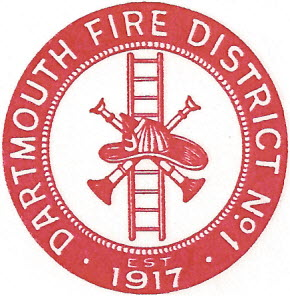 DARTMOUTH FIRE DISTRICT No 1
EST
1917